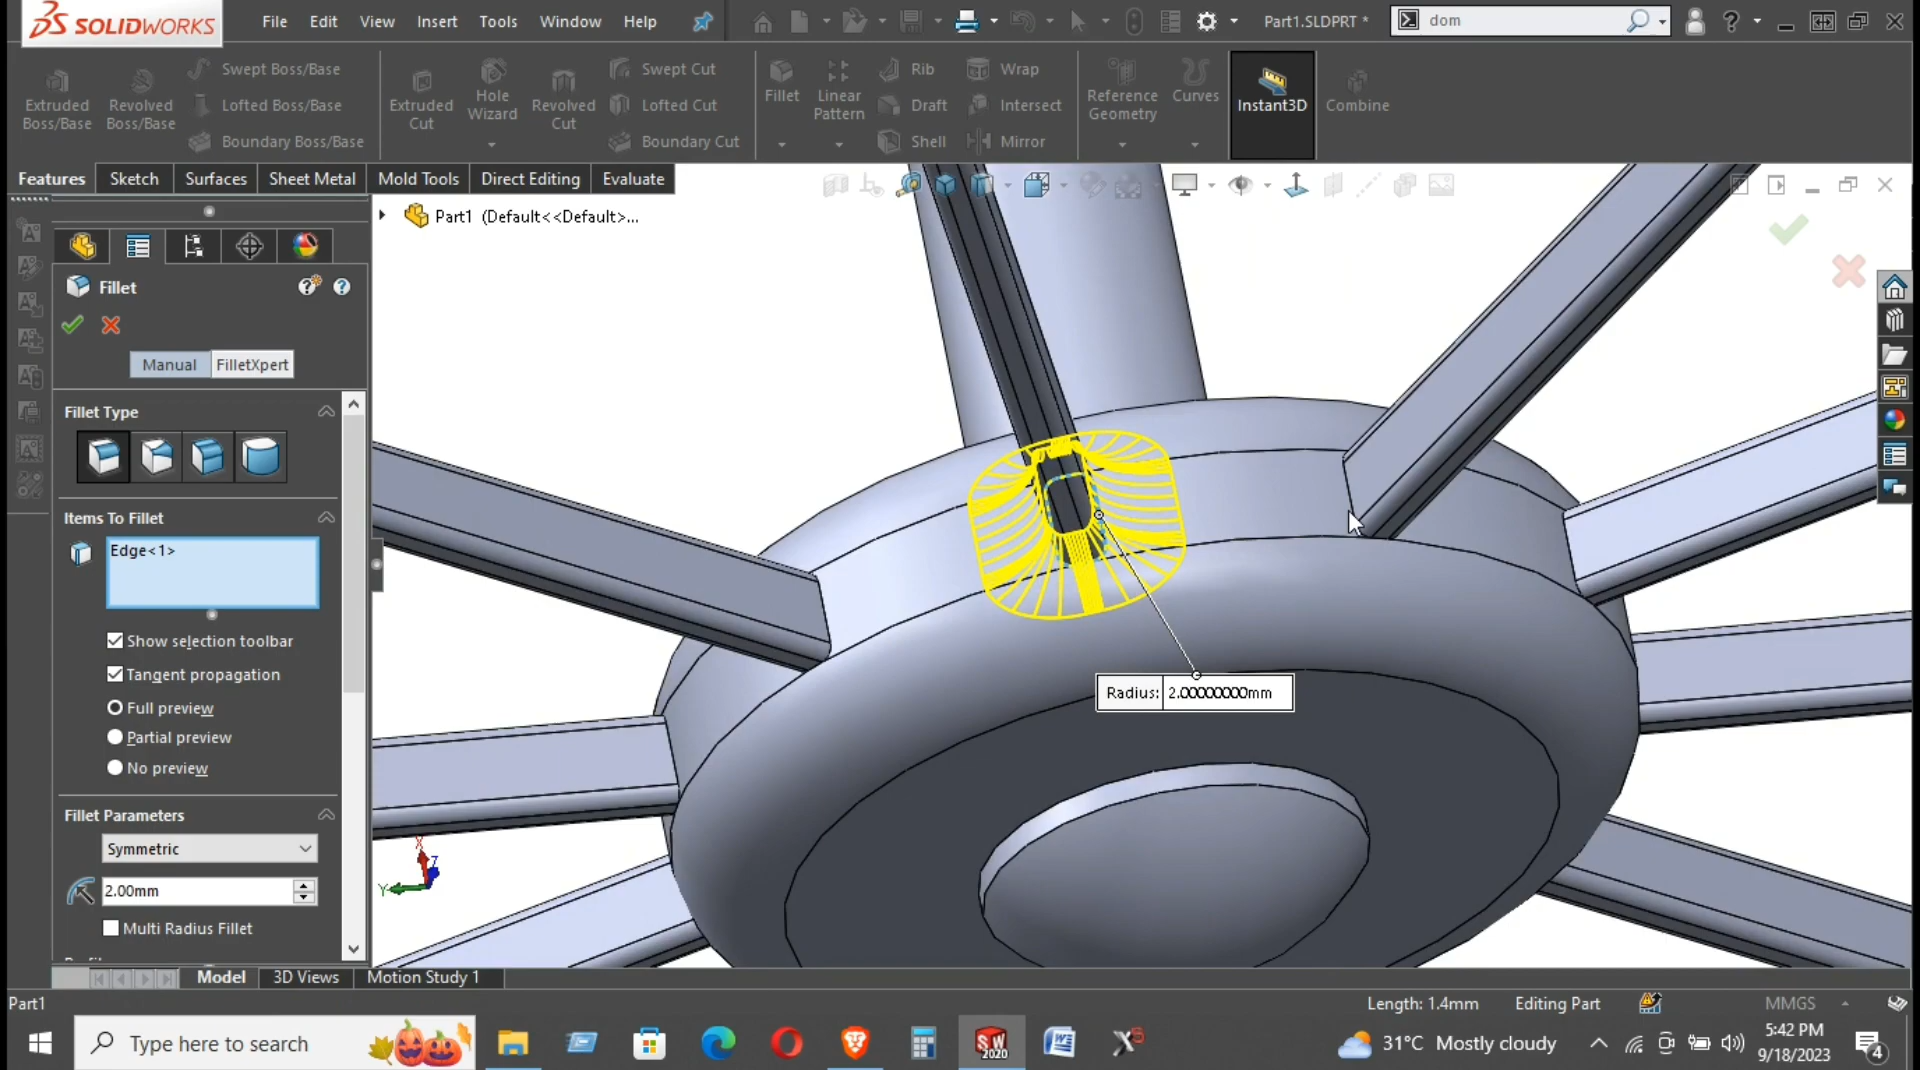 SOLIDWORKS File Edit View Insert Tools Window Help Part1.SLDPRT * dom
Extruded Boss/Base
Revolved Boss/Base
Swept Boss/Base
Lofted Boss/Base
Boundary Boss/Base
Extruded Cut
Hole Wizard
Revolved Cut
Swept Cut
Lofted Cut
Boundary Cut
Fillet
Linear Pattern
Rib
Draft
Shell
Wrap
Intersect
Mirror
Reference Geometry
Curves
Instant3D
Combine
Features Sketch Surfaces Sheet Metal Mold Tools Direct Editing Evaluate
Part1 (Default<<Default>...
Fillet
Manual FilletXpert
Fillet Type
Items To Fillet
Edge<1>
Show selection toolbar
Tangent propagation
Full preview
Partial preview
No preview
Fillet Parameters
Symmetric
2.00mm
Multi Radius Fillet
Radius: 2.00000000mm
X
Z
Y
Model 3D Views Motion Study 1
Part1 Length: 1.4mm Editing Part MMGS
Type here to search
SW 2020
31°C Mostly cloudy
5:42 PM
9/18/2023
4